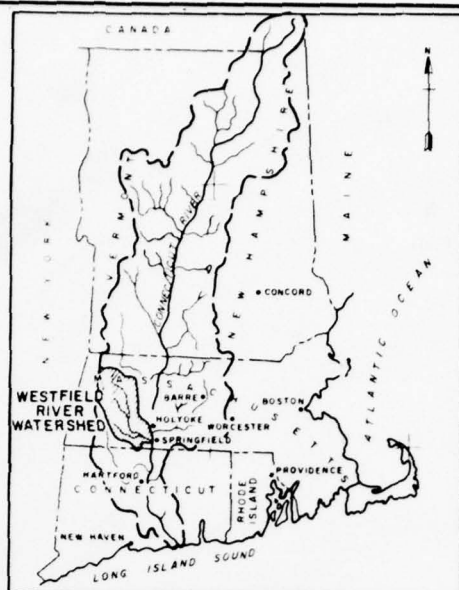 CANADA
N
VERMONT
NEW HAMPSHIRE
MAINE
CONNECTICUT RIVER
NEW YORK
CONCORD
ATLANTIC OCEAN
MASSACHUSETTS
WESTFIELD
RIVER
WATERSHED
BARRE
BOSTON
HOLYOKE
WORCESTER
SPRINGFIELD
HARTFORD
PROVIDENCE
CONNECTICUT
RHODE
ISLAND
NEW HAVEN
LONG ISLAND SOUND